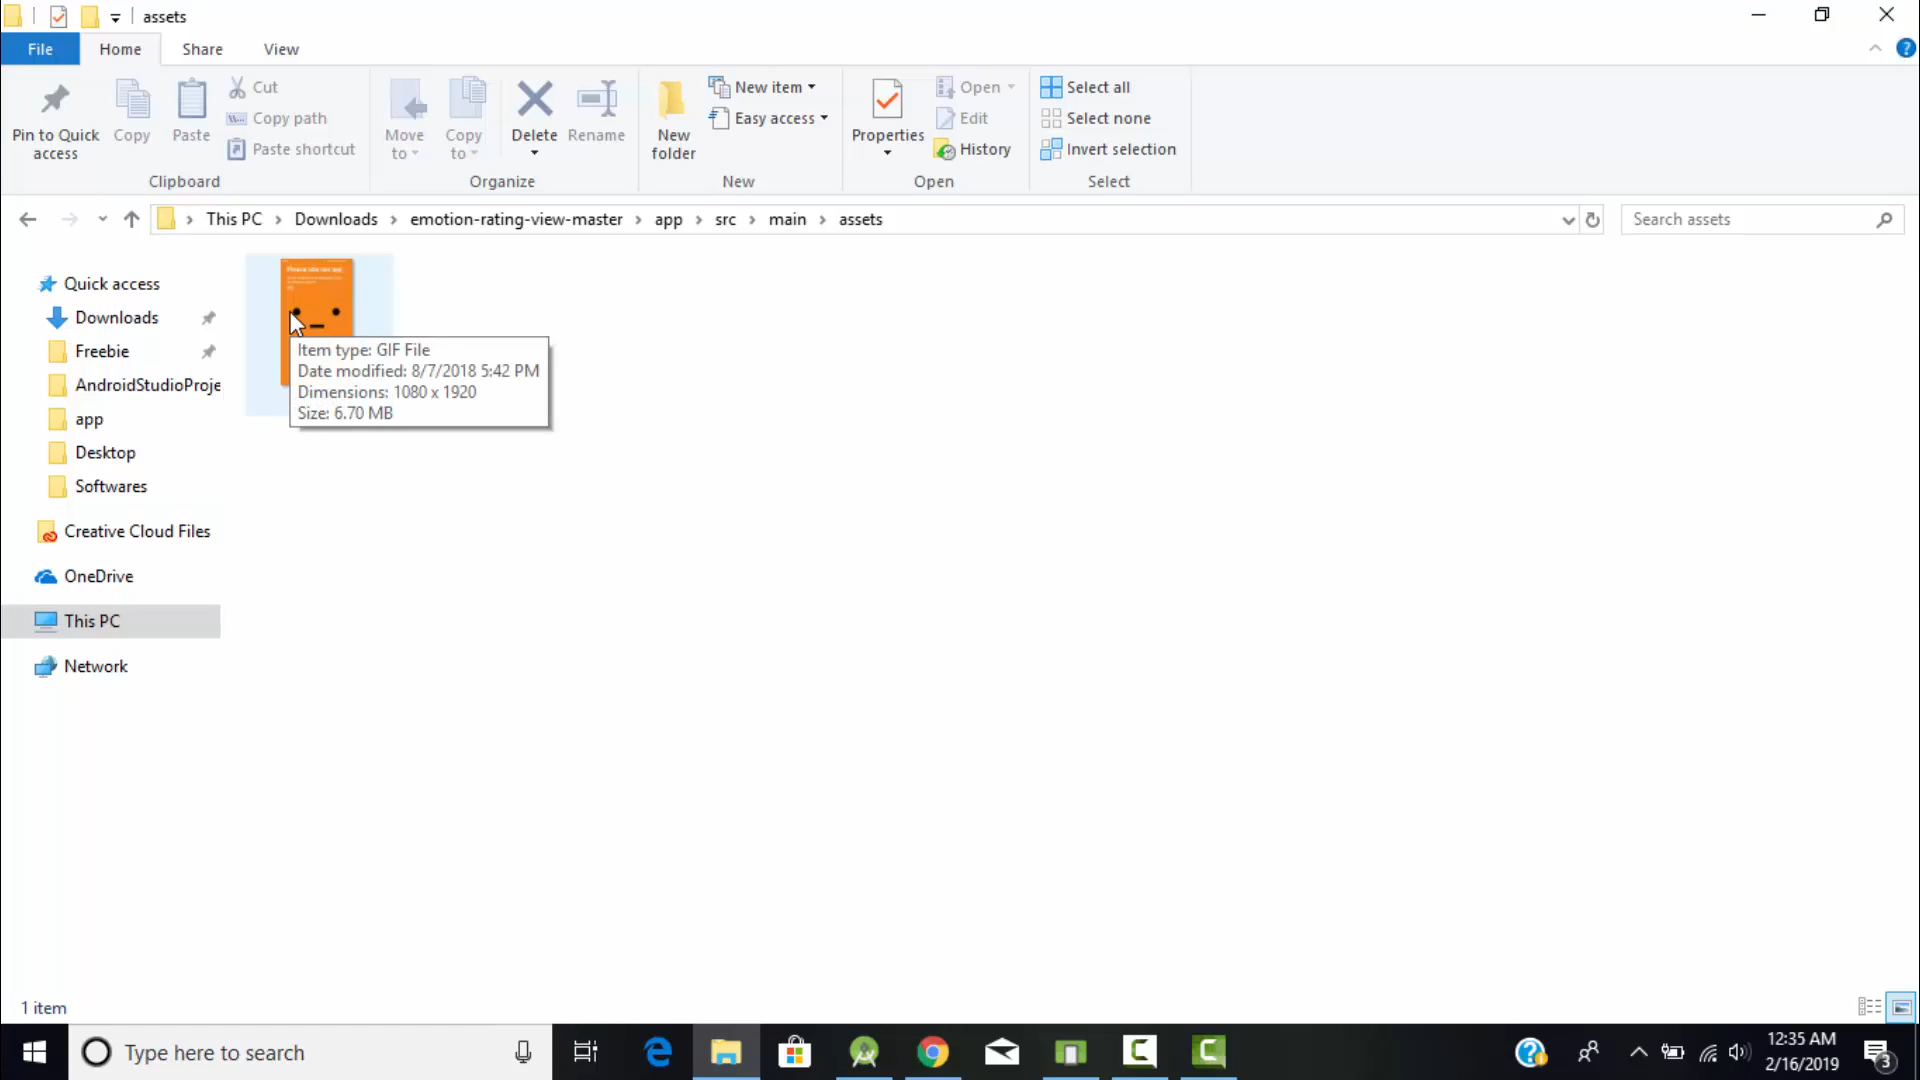 assets
File
Home
Share
View
Pin to Quick access
Copy
Paste
Cut
Copy path
Paste shortcut
Clipboard
Move to
Copy to
Delete
Rename
Organize
New folder
New item
Easy access
New
Properties
Open
Edit
History
Open
Select all
Select none
Invert selection
Select
This PC > Downloads > emotion-rating-view-master > app > src > main > assets
Search assets
Quick access
Downloads
Freebie
AndroidStudioProje
app
Desktop
Softwares
Creative Cloud Files
OneDrive
This PC
Network
Please rate our app
Item type: GIF File
Date modified: 8/7/2018 5:42 PM
Dimensions: 1080 x 1920
Size: 6.70 MB
1 item
Type here to search
12:35 AM
2/16/2019
3